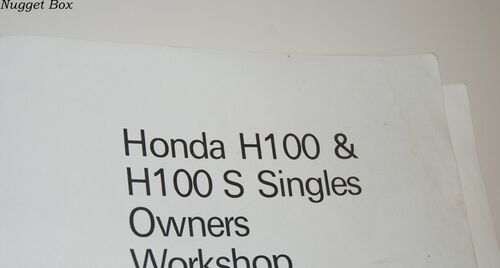 Nugget Box
Honda H100 &
H100 S Singles
Owners
Workshop